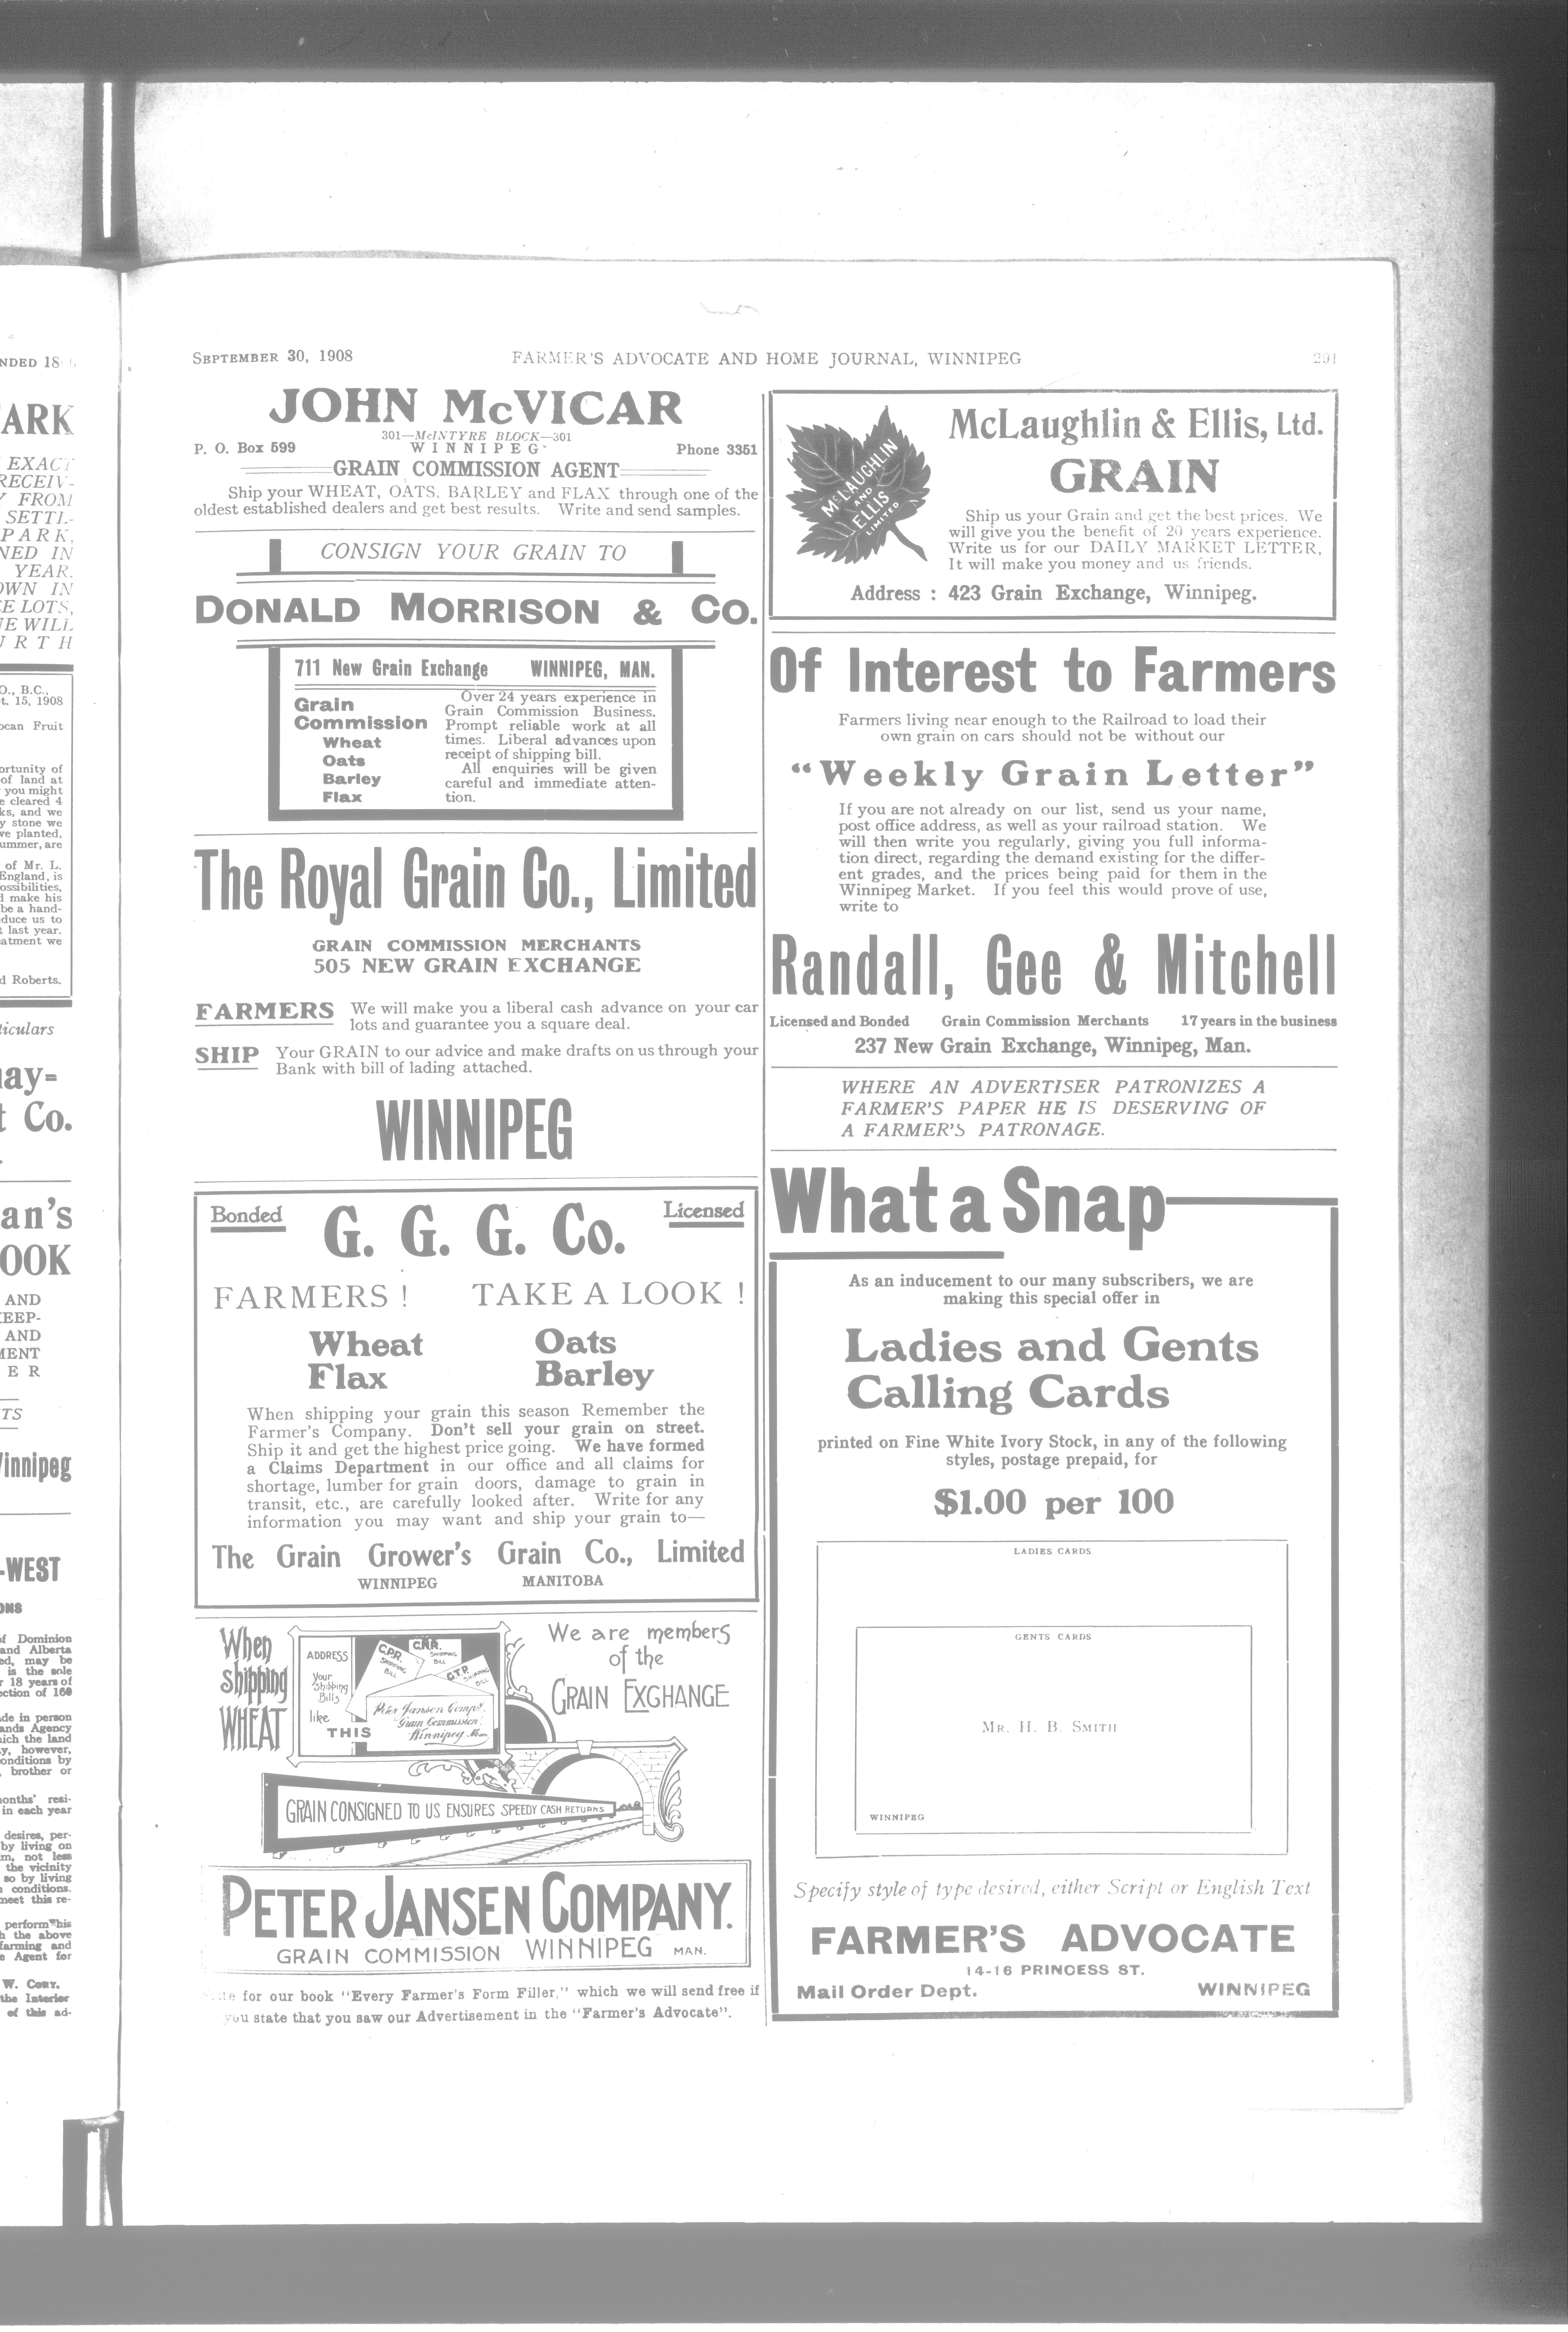 SEPTEMBER 30, 1908
FARMER'S ADVOCATE AND HOME JOURNAL, WINNIPEG
291
JOHN McVICAR
301—McINTYRE BLOCK—301
P. O. Box 599 WINNIPEG Phone 3351
GRAIN COMMISSION AGENT
Ship your WHEAT, OATS, BARLEY and FLAX through one of the
oldest established dealers and get best results. Write and send samples.
CONSIGN YOUR GRAIN TO
DONALD MORRISON & CO.
711 New Grain Exchange WINNIPEG, MAN.
Grain
Commission
Wheat
Oats
Barley
Flax
Over 24 years experience in
Grain Commission Business.
Prompt reliable work at all
times. Liberal advances upon
receipt of shipping bill.
All enquiries will be given
careful and immediate atten-
tion.
The Royal Grain Co., Limited
GRAIN COMMISSION MERCHANTS
505 NEW GRAIN EXCHANGE
FARMERS We will make you a liberal cash advance on your car
lots and guarantee you a square deal.
SHIP Your GRAIN to our advice and make drafts on us through your
Bank with bill of lading attached.
WINNIPEG
Bonded G. G. G. Co. Licensed
FARMERS ! TAKE A LOOK !
Wheat Oats
Flax Barley
When shipping your grain this season Remember the
Farmer's Company. Don't sell your grain on street.
Ship it and get the highest price going. We have formed
a Claims Department in our office and all claims for
shortage, lumber for grain doors, damage to grain in
transit, etc., are carefully looked after. Write for any
information you may want and ship your grain to—
The Grain Grower's Grain Co., Limited
WINNIPEG MANITOBA
When
shipping
WHEAT
ADDRESS
Your
Shipping
Bills
like
THIS
C.P.R.
SHIPPING
BILL
C.N.R.
SHIPPING
BILL
G.T.P. SHIPPING
BILL
Peter Jansen Compy.
Grain Commission
Winnipeg Man
We are members
of the
GRAIN EXGHANGE
GRAIN CONSIGNED TO US ENSURES SPEEDY CASH RETURNS
PETER JANSEN COMPANY.
GRAIN COMMISSION WINNIPEG MAN.
for our book "Every Farmer's Form Filler," which we will send free if
you state that you saw our Advertisement in the "Farmer's Advocate".
McLAUGHLIN
AND
ELLIS
LIMITED
McLaughlin & Ellis, Ltd.
GRAIN
Ship us your Grain and get the best prices. We
will give you the benefit of 20 years experience.
Write us for our DAILY MARKET LETTER,
It will make you money and us friends.
Address : 423 Grain Exchange, Winnipeg.
Of Interest to Farmers
Farmers living near enough to the Railroad to load their
own grain on cars should not be without our
"Weekly Grain Letter"
If you are not already on our list, send us your name,
post office address, as well as your railroad station. We
will then write you regularly, giving you full informa-
tion direct, regarding the demand existing for the differ-
ent grades, and the prices being paid for them in the
Winnipeg Market. If you feel this would prove of use,
write to
Randall, Gee & Mitchell
Licensed and Bonded Grain Commission Merchants 17 years in the business
237 New Grain Exchange, Winnipeg, Man.
WHERE AN ADVERTISER PATRONIZES A
FARMER'S PAPER HE IS DESERVING OF
A FARMER'S PATRONAGE.
What a Snap
As an inducement to our many subscribers, we are
making this special offer in
Ladies and Gents
Calling Cards
printed on Fine White Ivory Stock, in any of the following
styles, postage prepaid, for
$1.00 per 100
LADIES CARDS
GENTS CARDS
MR. H. B. SMITH
WINNIPEG
Specify style of type desired, either Script or English Text
FARMER'S ADVOCATE
14-16 PRINCESS ST.
Mail Order Dept. WINNIPEG